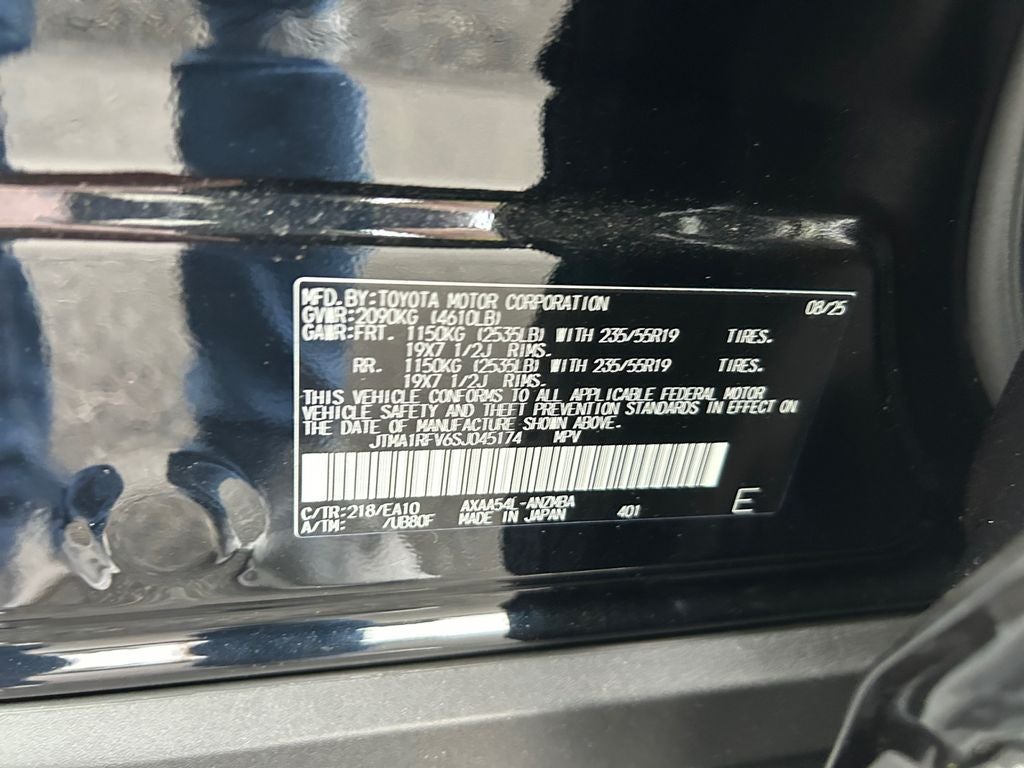 MFD. BY: TOYOTA MOTOR CORPORATION 08/25
GVWR: 2090KG (4610LB)
GAWR: FRT. 1150KG (2535LB) WITH 235/55R19 TIRES.
19X7 1/2J RIMS.
RR. 1150KG (2535LB) WITH 235/55R19 TIRES.
19X7 1/2J RIMS.
THIS VEHICLE CONFORMS TO ALL APPLICABLE FEDERAL MOTOR
VEHICLE SAFETY AND THEFT PREVENTION STANDARDS IN EFFECT ON
THE DATE OF MANUFACTURE SHOWN ABOVE.
JTMA1RFV6SJ045174 MPV
C/TR: 218/EA10 AXAA54L-ANZMBA
A/TM: /UB80F MADE IN JAPAN 401 E